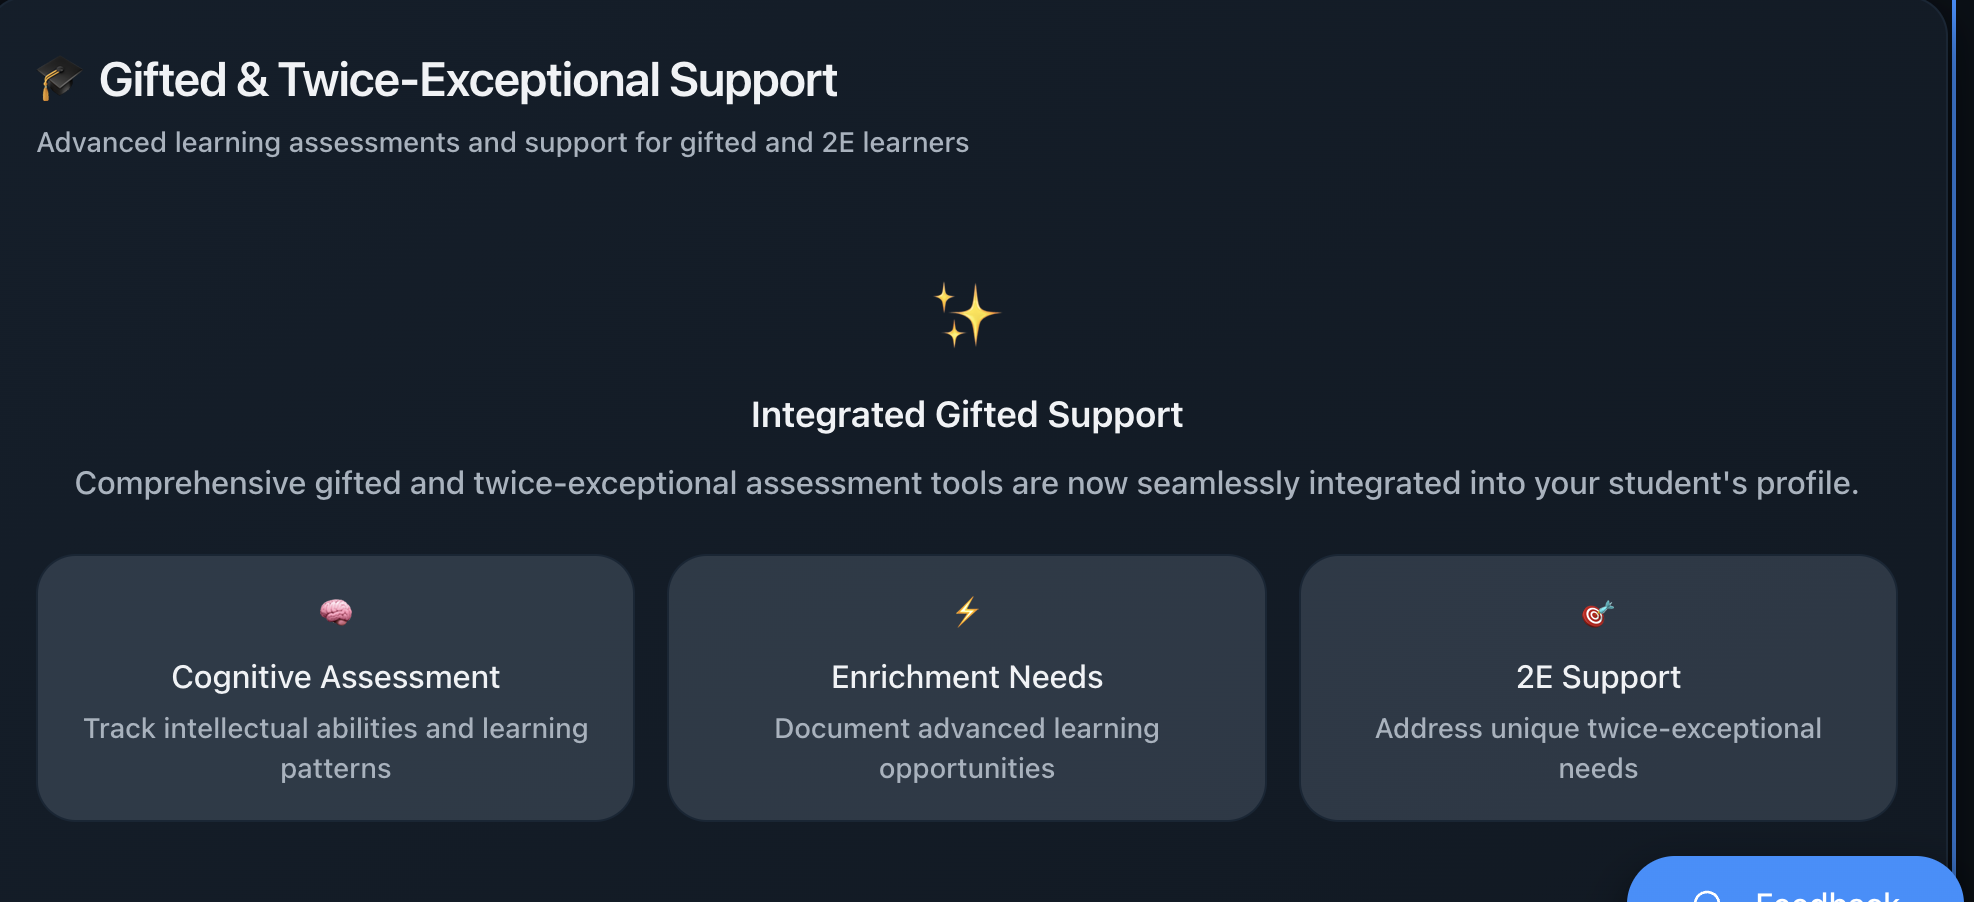 Gifted & Twice-Exceptional Support
Advanced learning assessments and support for gifted and 2E learners
Integrated Gifted Support
Comprehensive gifted and twice-exceptional assessment tools are now seamlessly integrated into your student's profile.
Cognitive Assessment
Track intellectual abilities and learning
patterns
Enrichment Needs
Document advanced learning
opportunities
2E Support
Address unique twice-exceptional
needs
Feedback